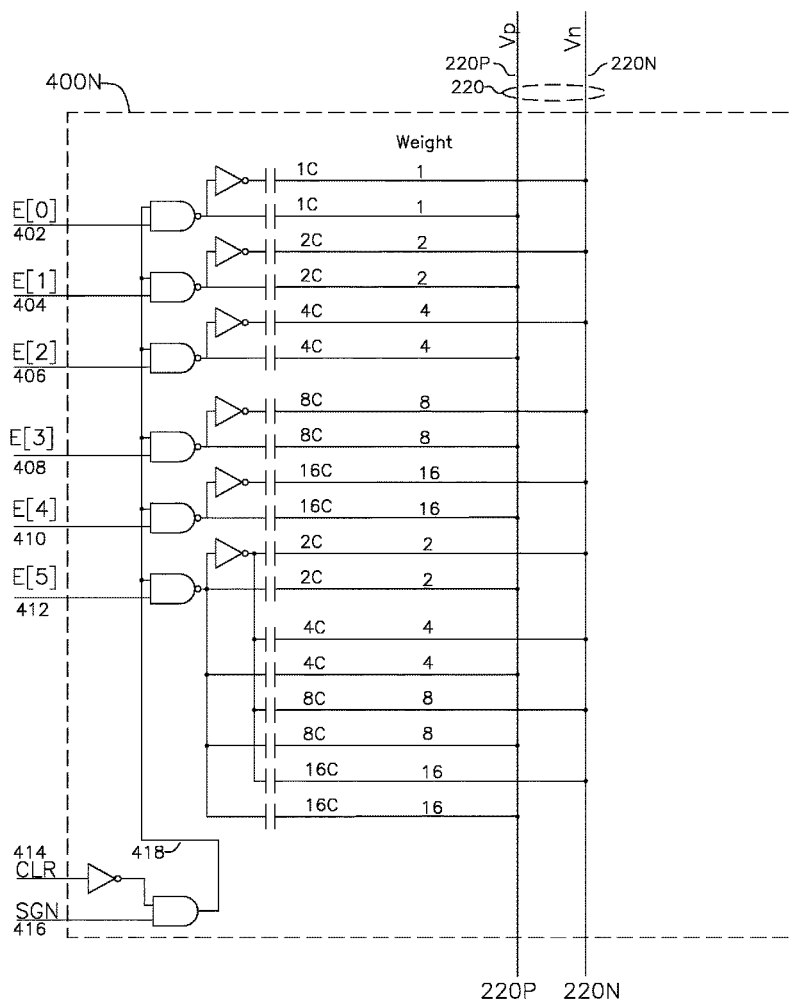 Vp
Vn
220P
220N
220
400N
Weight
1C 1
E[0]
402
1C 1
2C 2
E[1]
404
2C 2
4C 4
E[2]
406
4C 4
8C 8
E[3]
408
8C 8
16C 16
E[4]
410
16C 16
2C 2
E[5]
412
2C 2
4C 4
4C 4
8C 8
8C 8
16C 16
16C 16
414
CLR
418
SGN
416
220P 220N